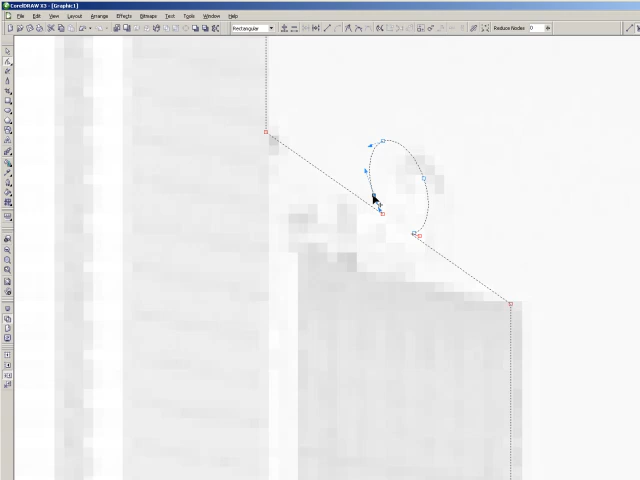 CorelDRAW X3 - [Graphic1]
File Edit View Layout Arrange Effects Bitmaps Text Tools Window Help
Rectangular Reduce Nodes 0